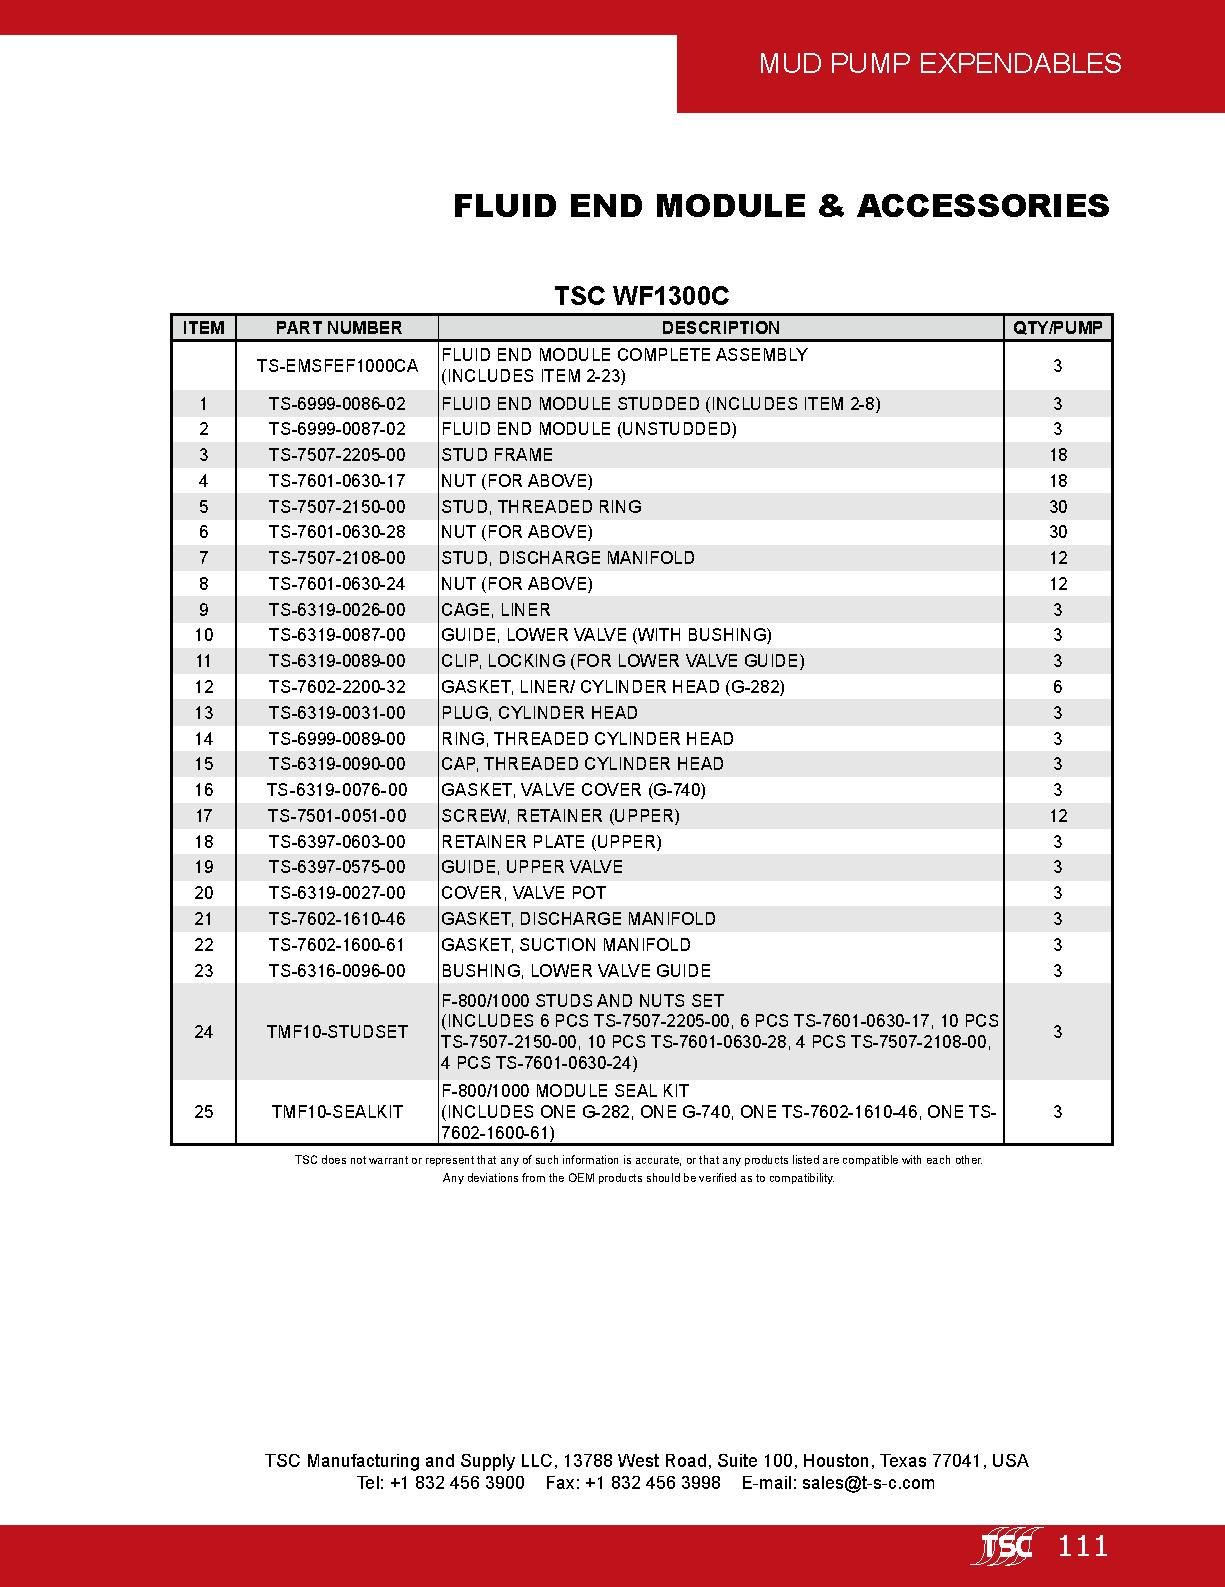 MUD PUMP EXPENDABLES
FLUID END MODULE & ACCESSORIES
TSC WF1300C
ITEM PART NUMBER DESCRIPTION QTY/PUMP
TS-EMSFEF1000CA FLUID END MODULE COMPLETE ASSEMBLY (INCLUDES ITEM 2-23) 3
1 TS-6999-0086-02 FLUID END MODULE STUDDED (INCLUDES ITEM 2-8) 3
2 TS-6999-0087-02 FLUID END MODULE (UNSTUDDED) 3
3 TS-7507-2205-00 STUD FRAME 18
4 TS-7601-0630-17 NUT (FOR ABOVE) 18
5 TS-7507-2150-00 STUD, THREADED RING 30
6 TS-7601-0630-28 NUT (FOR ABOVE) 30
7 TS-7507-2108-00 STUD, DISCHARGE MANIFOLD 12
8 TS-7601-0630-24 NUT (FOR ABOVE) 12
9 TS-6319-0026-00 CAGE, LINER 3
10 TS-6319-0087-00 GUIDE, LOWER VALVE (WITH BUSHING) 3
11 TS-6319-0089-00 CLIP, LOCKING (FOR LOWER VALVE GUIDE) 3
12 TS-7602-2200-32 GASKET, LINER/ CYLINDER HEAD (G-282) 6
13 TS-6319-0031-00 PLUG, CYLINDER HEAD 3
14 TS-6999-0089-00 RING, THREADED CYLINDER HEAD 3
15 TS-6319-0090-00 CAP, THREADED CYLINDER HEAD 3
16 TS-6319-0076-00 GASKET, VALVE COVER (G-740) 3
17 TS-7501-0051-00 SCREW, RETAINER (UPPER) 12
18 TS-6397-0603-00 RETAINER PLATE (UPPER) 3
19 TS-6397-0575-00 GUIDE, UPPER VALVE 3
20 TS-6319-0027-00 COVER, VALVE POT 3
21 TS-7602-1610-46 GASKET, DISCHARGE MANIFOLD 3
22 TS-7602-1600-61 GASKET, SUCTION MANIFOLD 3
23 TS-6316-0096-00 BUSHING, LOWER VALVE GUIDE 3
24 TMF10-STUDSET F-800/1000 STUDS AND NUTS SET
(INCLUDES 6 PCS TS-7507-2205-00, 6 PCS TS-7601-0630-17, 10 PCS
TS-7507-2150-00, 10 PCS TS-7601-0630-28, 4 PCS TS-7507-2108-00,
4 PCS TS-7601-0630-24) 3
25 TMF10-SEALKIT F-800/1000 MODULE SEAL KIT
(INCLUDES ONE G-282, ONE G-740, ONE TS-7602-1610-46, ONE TS-
7602-1600-61) 3
TSC does not warrant or represent that any of such information is accurate, or that any products listed are compatible with each other.
Any deviations from the OEM products should be verified as to compatibility.
TSC Manufacturing and Supply LLC, 13788 West Road, Suite 100, Houston, Texas 77041, USA
Tel: +1 832 456 3900 Fax: +1 832 456 3998 E-mail: sales@t-s-c.com
TSC 111